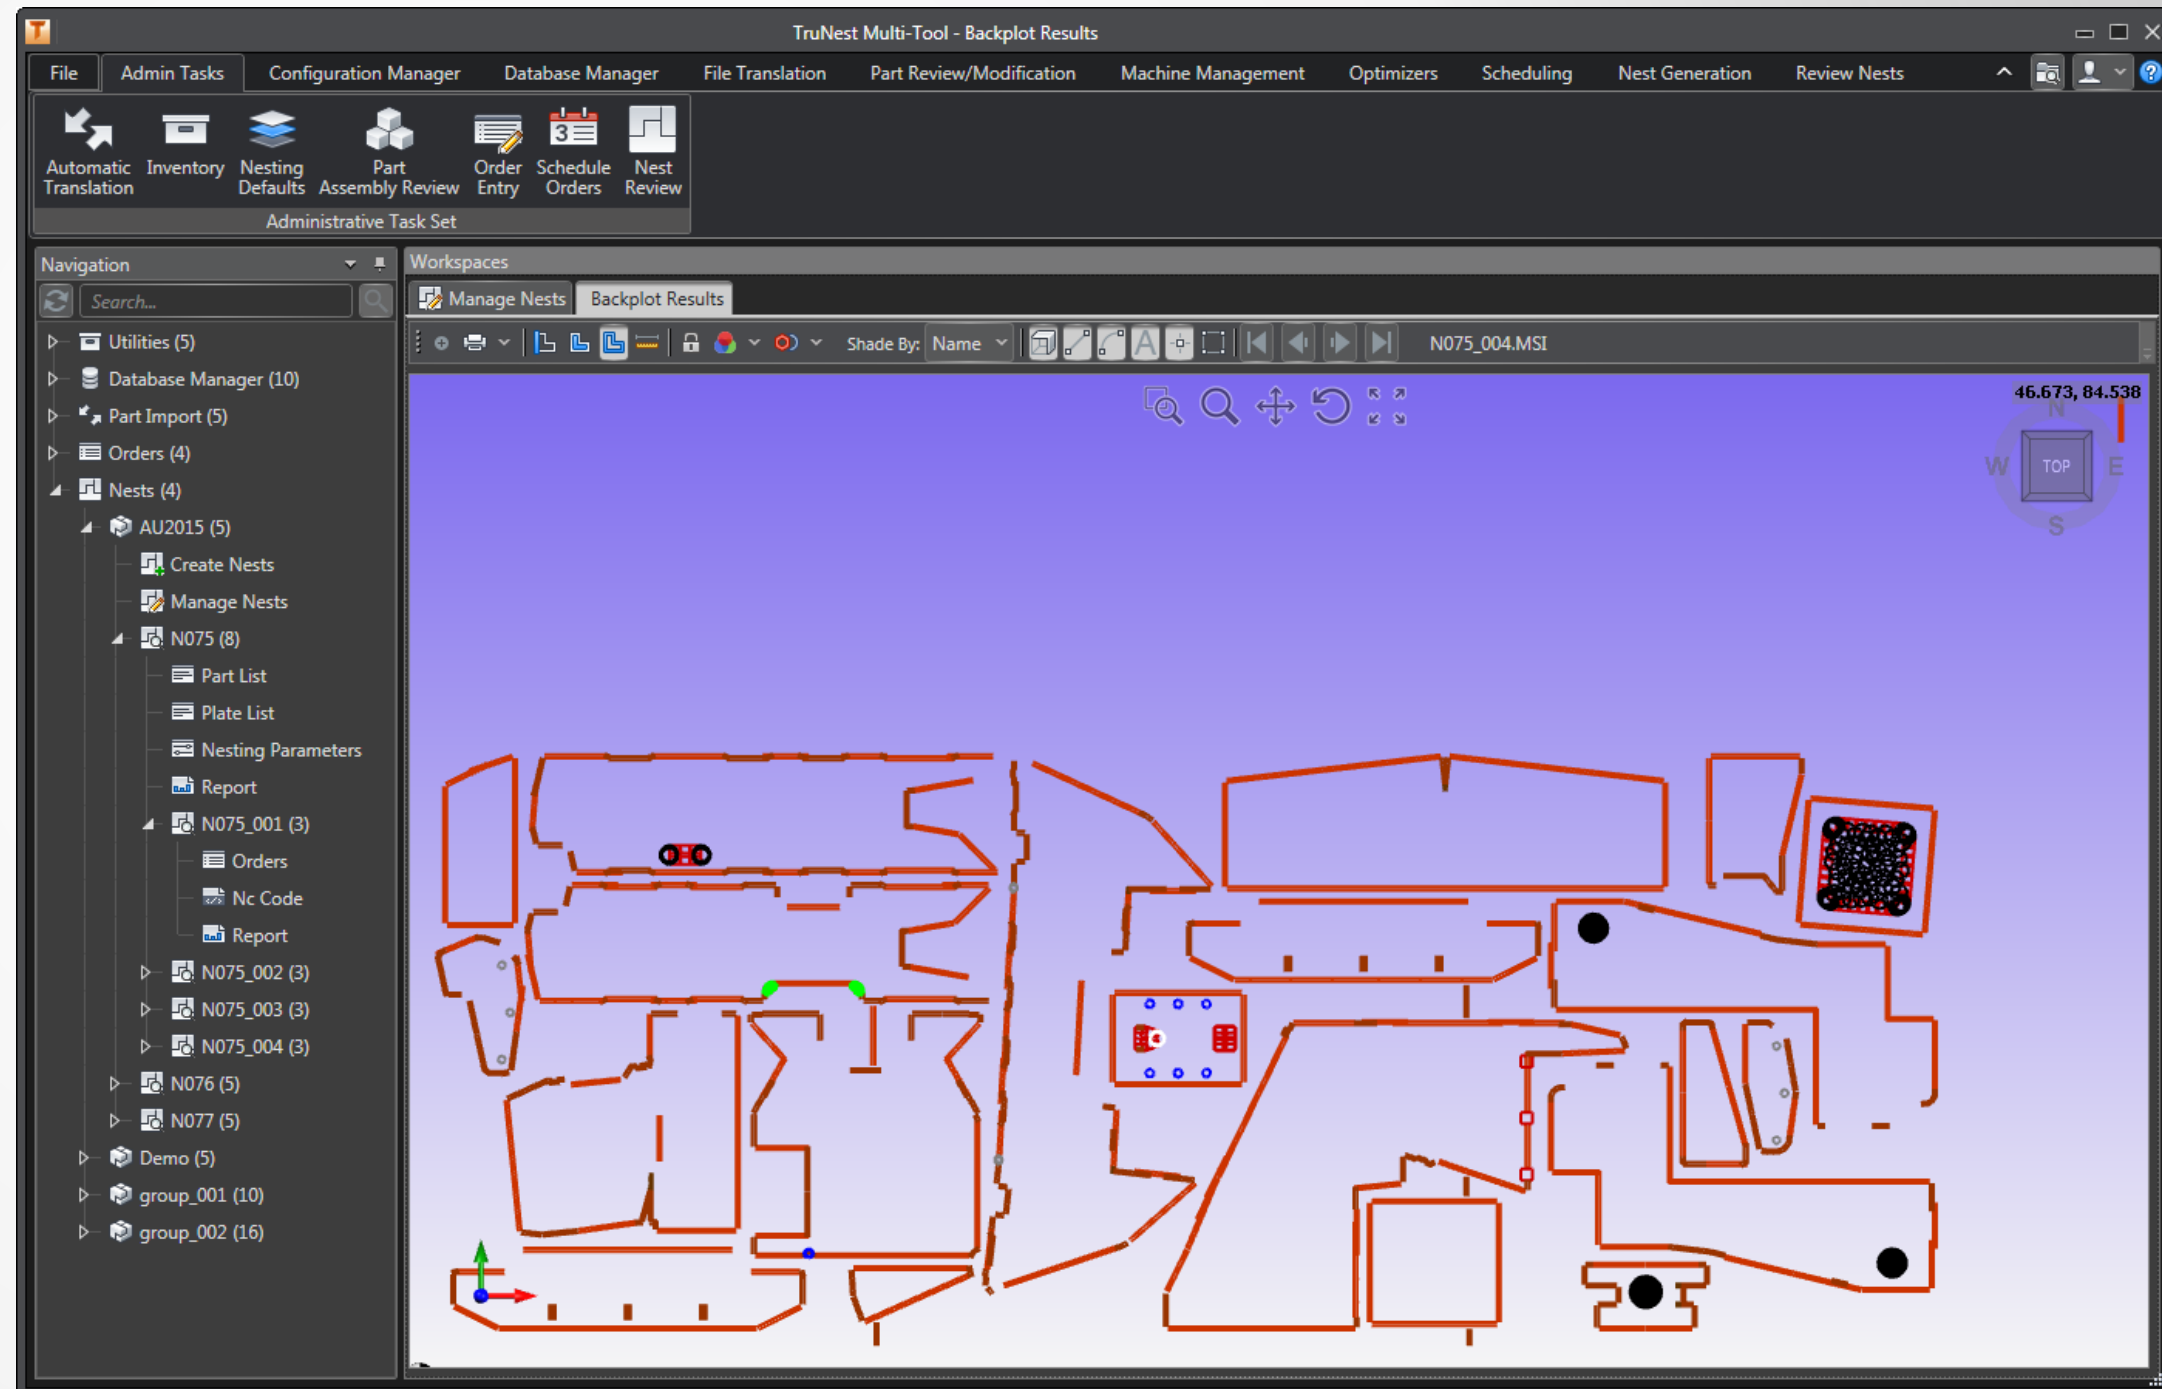 TruNest Multi-Tool - Backplot Results
File Admin Tasks Configuration Manager Database Manager File Translation Part Review/Modification Machine Management Optimizers Scheduling Nest Generation Review Nests
Automatic Translation
Inventory
Nesting Defaults
Part Assembly Review
Order Entry
3
Schedule Orders
Nest Review
Administrative Task Set
Navigation
Search...
Utilities (5)
Database Manager (10)
Part Import (5)
Orders (4)
Nests (4)
AU2015 (5)
Create Nests
Manage Nests
N075 (8)
Part List
Plate List
Nesting Parameters
Report
N075_001 (3)
Orders
Nc Code
Report
N075_002 (3)
N075_003 (3)
N075_004 (3)
N076 (5)
N077 (5)
Demo (5)
group_001 (10)
group_002 (16)
Workspaces
Manage Nests Backplot Results
Shade By: Name A N075_004.MSI
46.673, 84.538
N
W TOP E
S